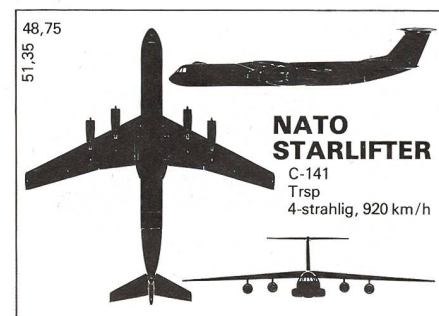 48,75
51,35
NATO
STARLIFTER
C-141
Trsp
4-strahlig, 920 km/h